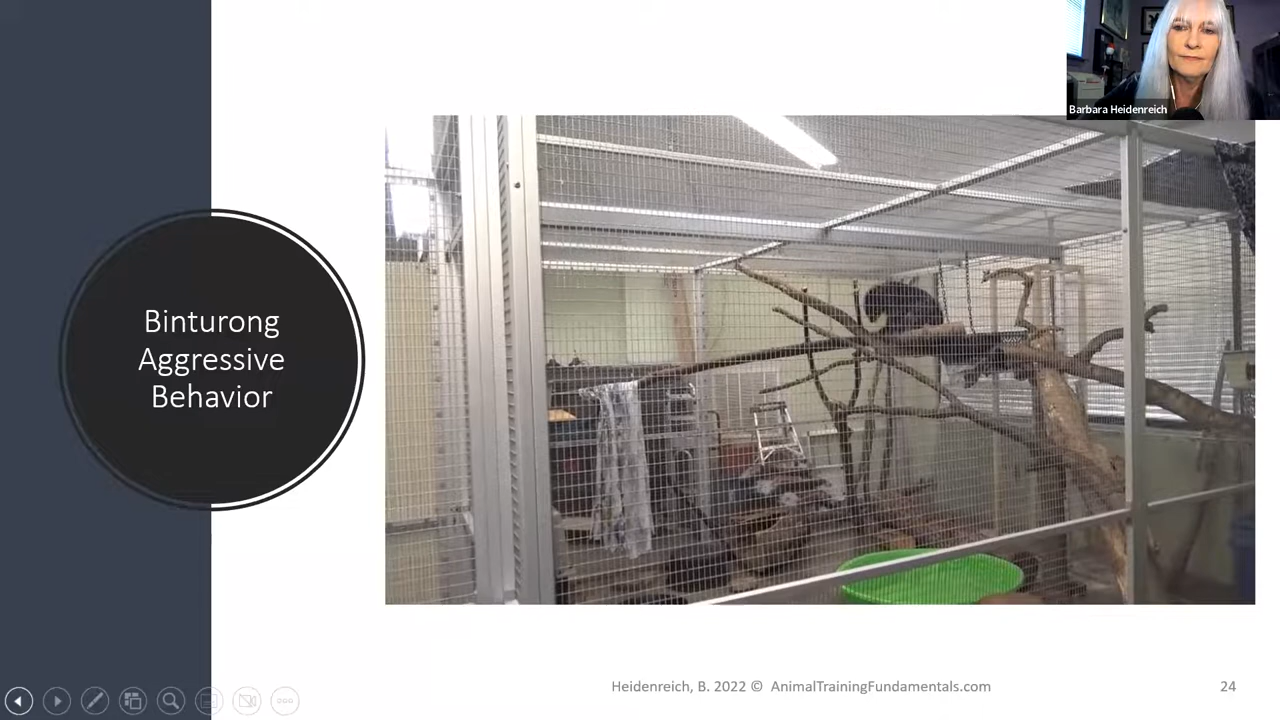 Barbara Heidenreich
Binturong
Aggressive
Behavior
Heidenreich, B. 2022 © AnimalTrainingFundamentals.com
24